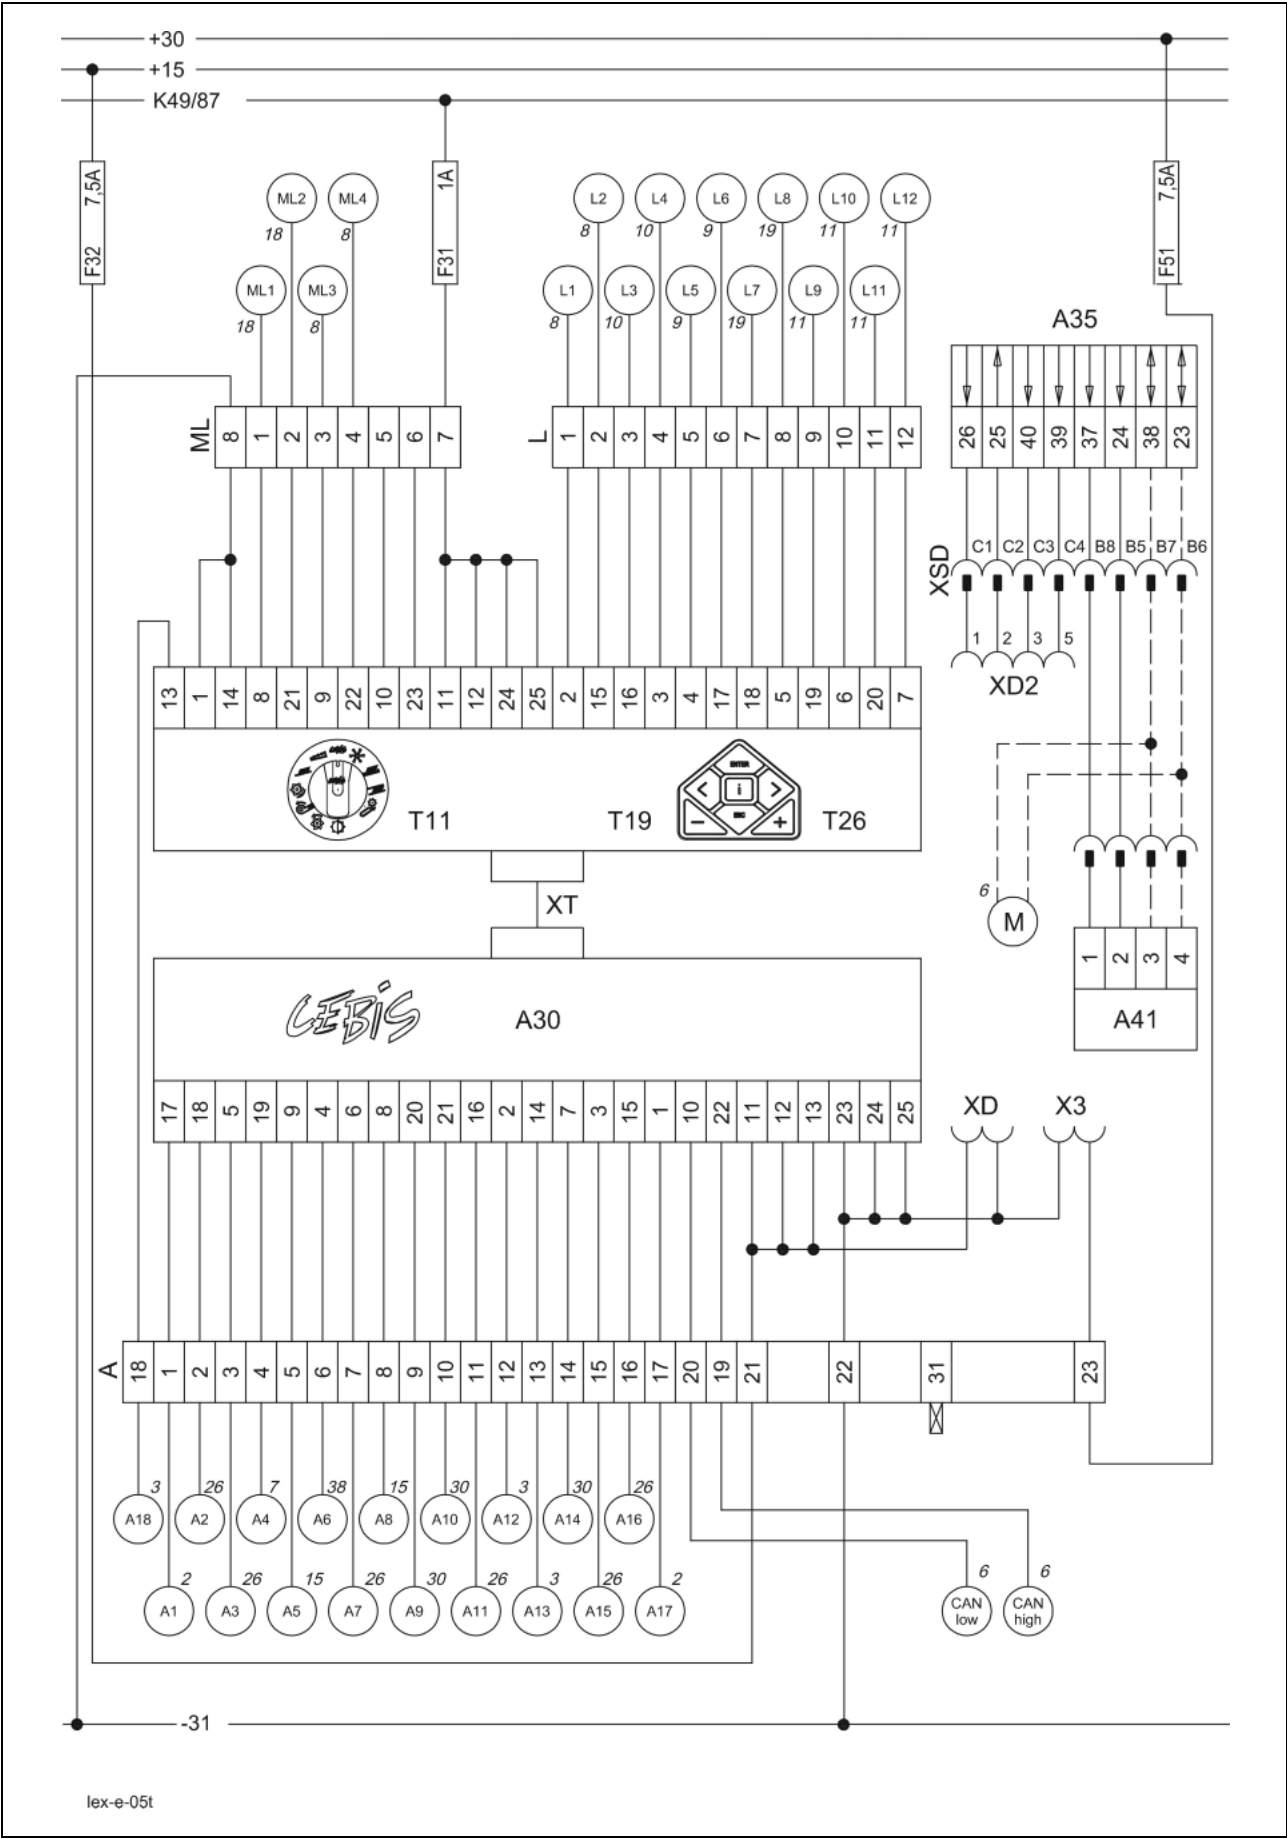 +30
+15
K49/87
7,5A
F32
1A
F31
7,5A
F51
ML2 ML4
18 8
ML1 ML3
18 8
L2 L4 L6 L8 L10 L12
8 10 9 19 11 11
L1 L3 L5 L7 L9 L11
8 10 9 19 11 11
A35
ML 8 1 2 3 4 5 6 7
L 1 2 3 4 5 6 7 8 9 10 11 12
26 25 40 39 37 24 38 23
XSD C1 C2 C3 C4 B8 B5 B7 B6
1 2 3 5
XD2
13 1 14 8 21 9 22 10 23 11 12 24 25 2 15 16 3 4 17 18 5 19 6 20 7
ENTER
< i >
ESC
- +
T11 T19 T26
XT
6
M
1 2 3 4
A41
CEBIS A30
17 18 5 19 9 4 6 8 20 21 16 2 14 7 3 15 1 10 22 11 12 13 23 24 25
XD X3
A 18 1 2 3 4 5 6 7 8 9 10 11 12 13 14 15 16 17 20 19 21 22 31 23
3 26 7 38 15 30 3 30 26
A18 A2 A4 A6 A8 A10 A12 A14 A16
2 26 15 26 30 26 3 26 2 6 6
A1 A3 A5 A7 A9 A11 A13 A15 A17 CAN low CAN high
-31
lex-e-05t